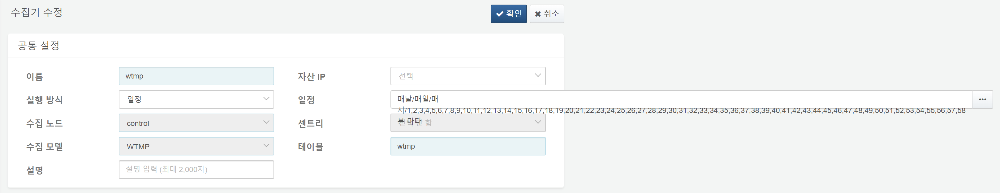 수집기 수정
확인
취소
공통 설정
이름
wtmp
자산 IP
선택
실행 방식
일정
일정
매달/매일/매
시/1,2,3,4,5,6,7,8,9,10,11,12,13,14,15,16,17,18,19,20,21,22,23,24,25,26,27,28,29,30,31,32,33,34,35,36,37,38,39,40,41,42,43,44,45,46,47,48,49,50,51,52,53,54,55,56,57,58
분 마다
수집 노드
control
센트리
선택 안 함
수집 모델
WTMP
테이블
wtmp
설명
설명 입력 (최대 2,000자)